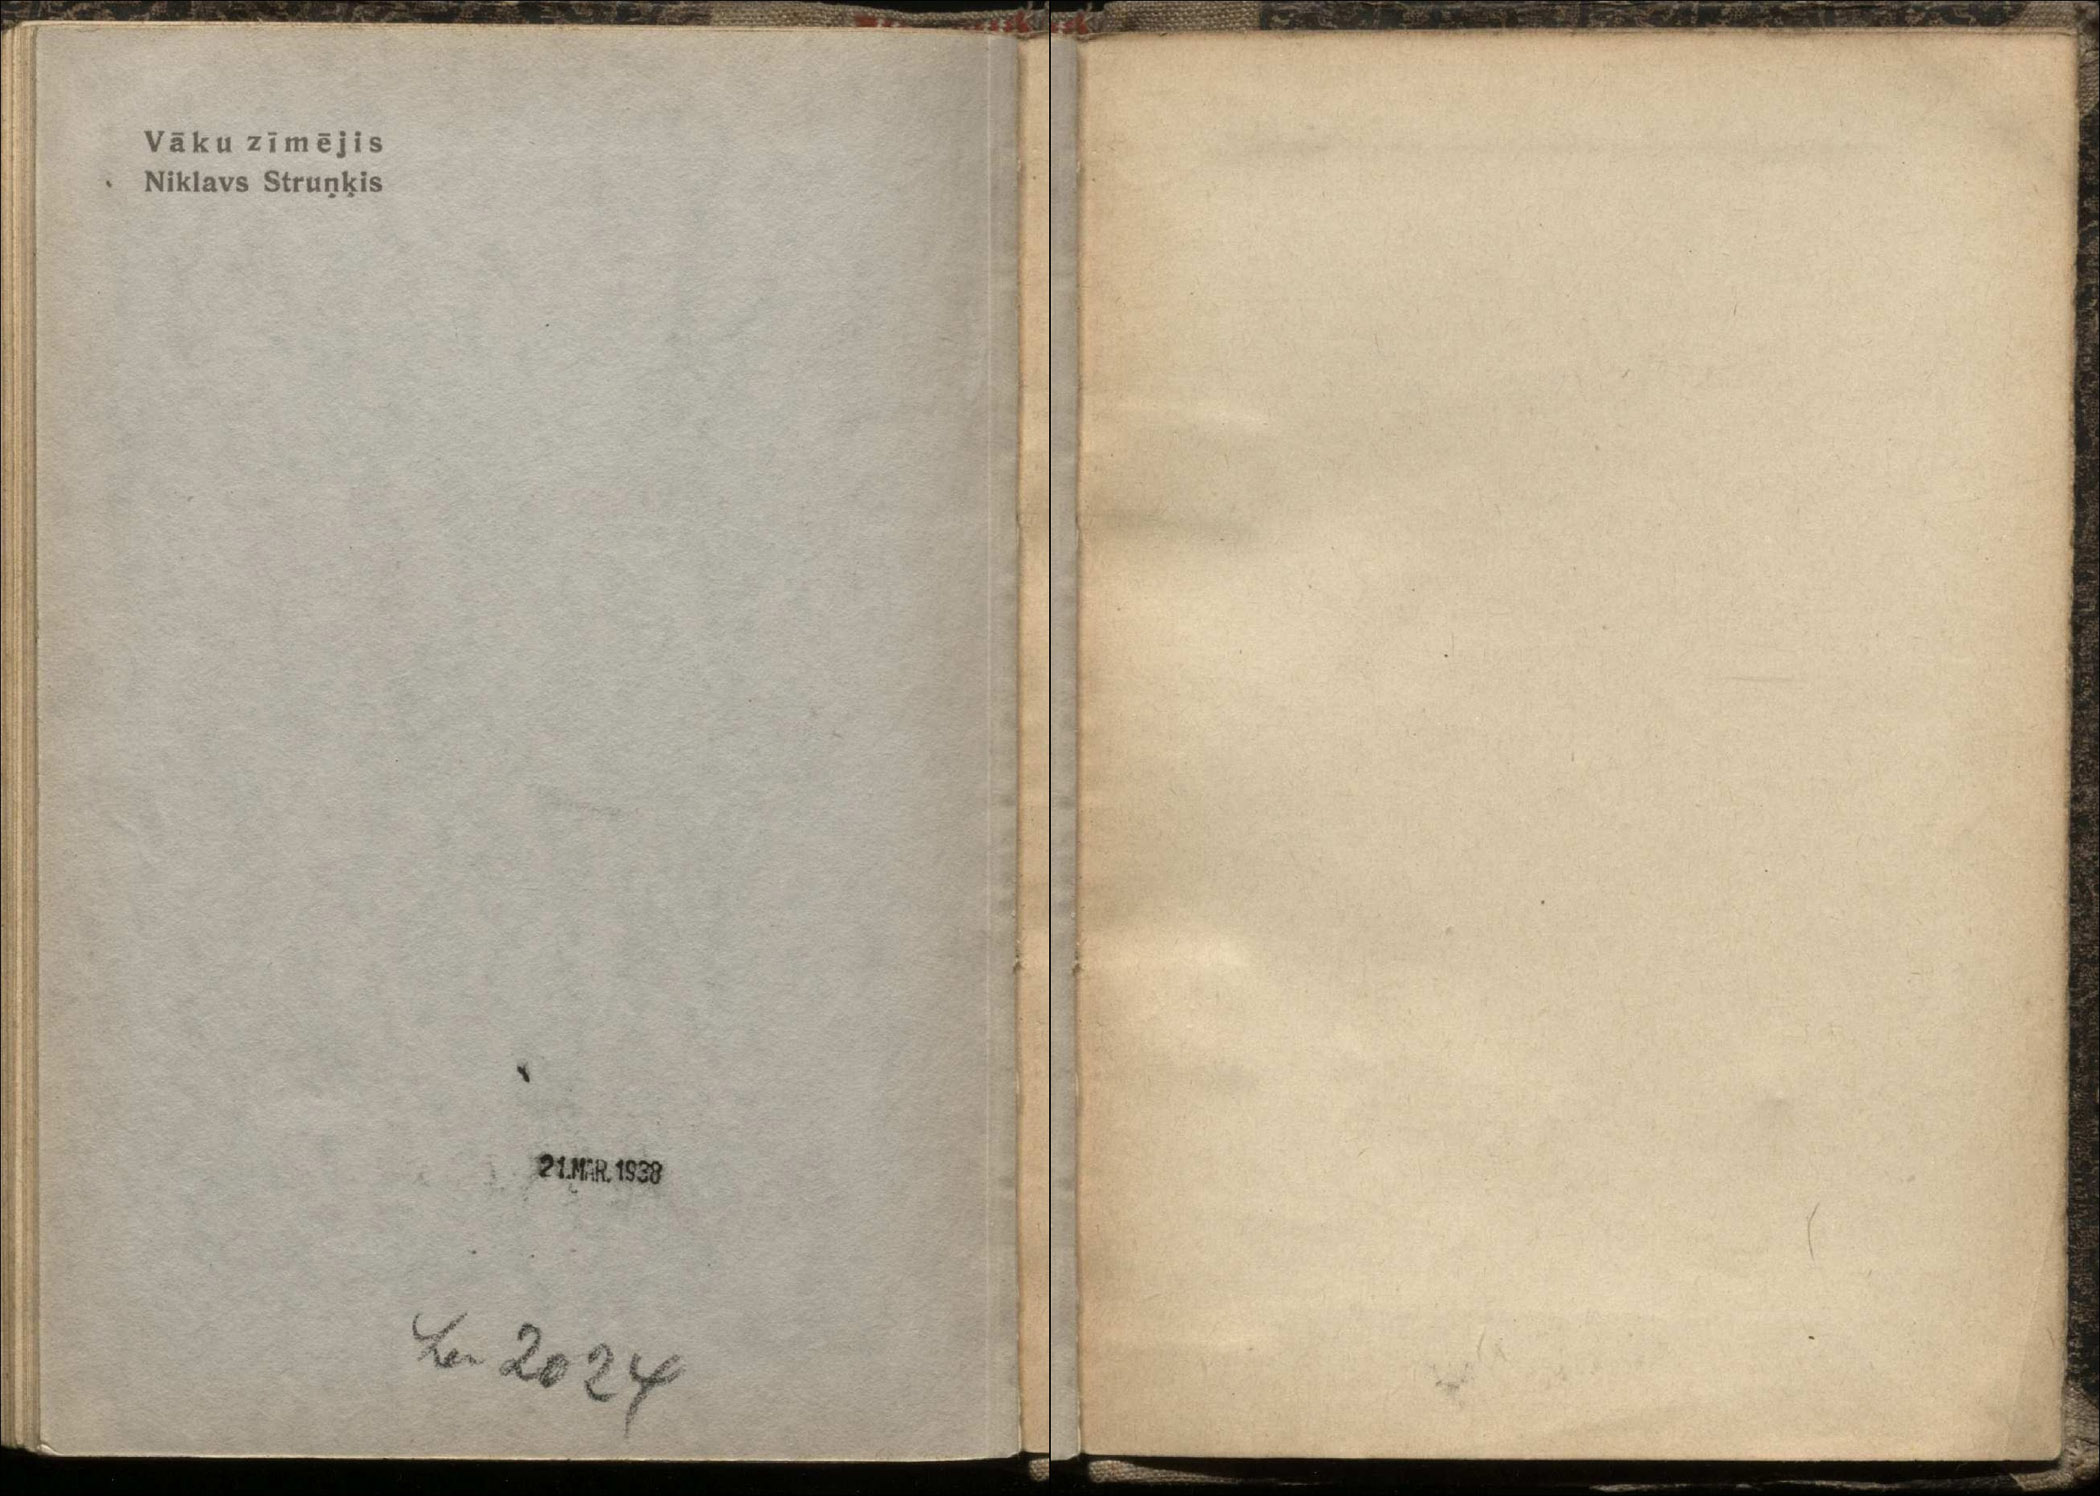 Vāku zīmējis
Niklavs Struņķis
21.MAR.1938
2024